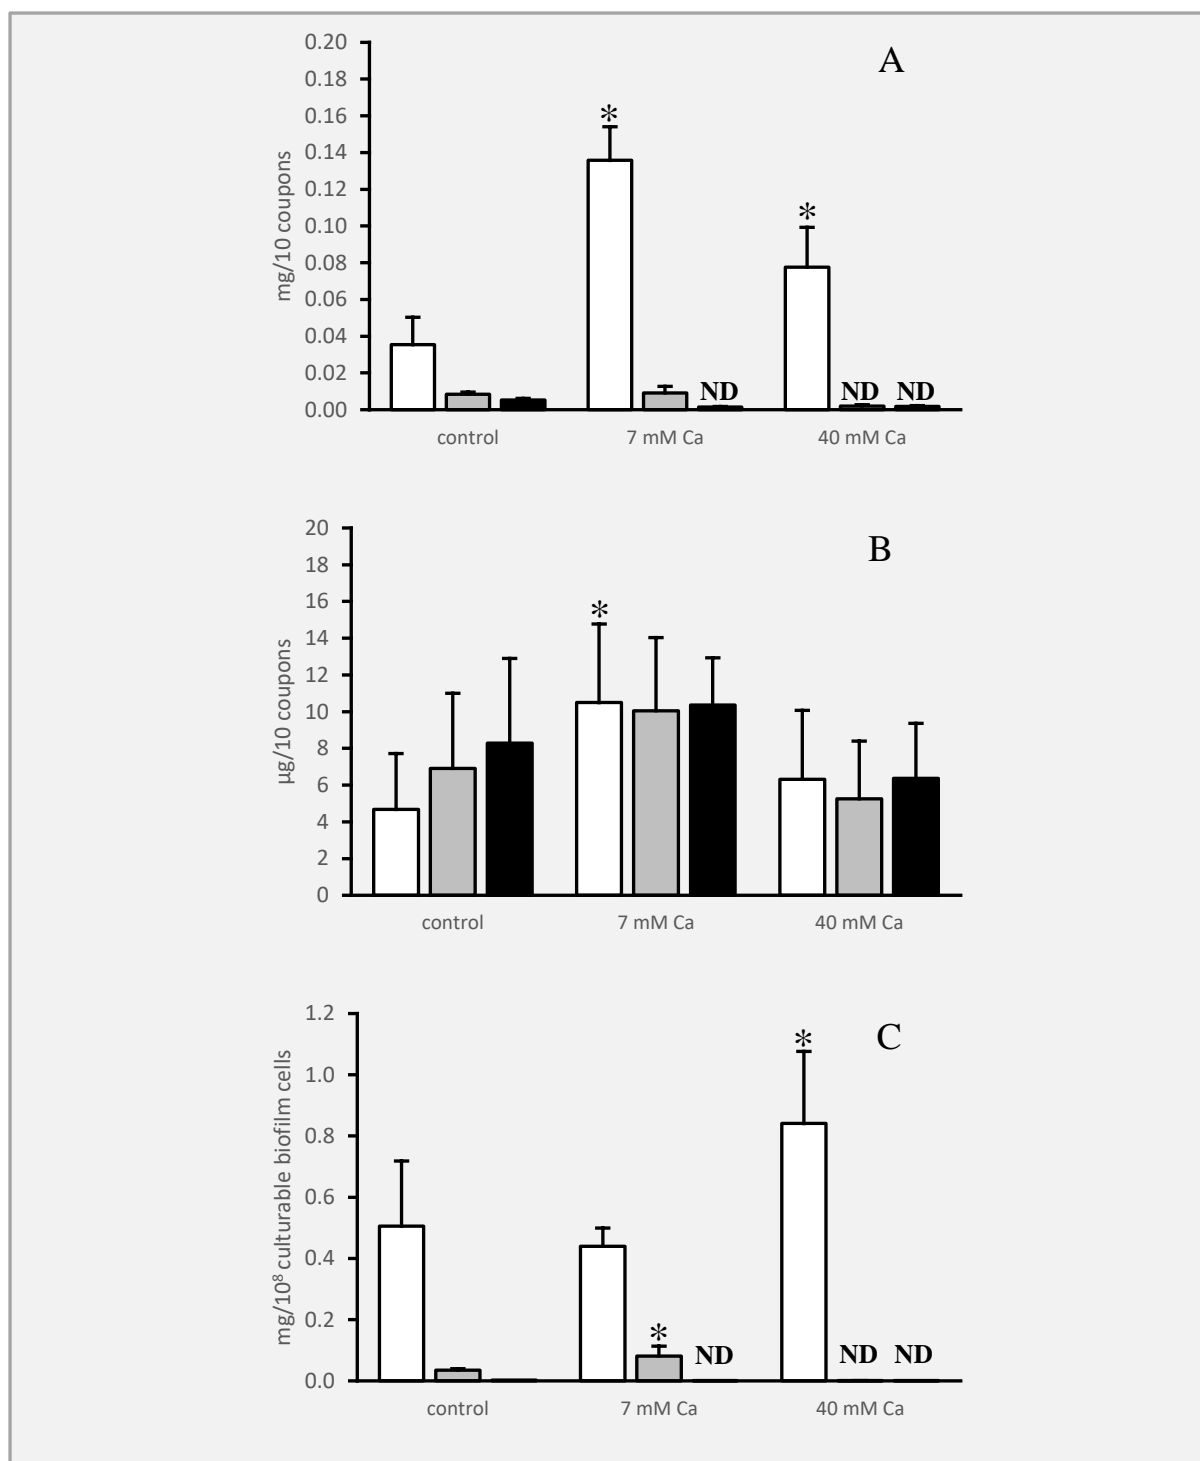 A
0.20
0.18
0.16
0.14
0.12
0.10
0.08
0.06
0.04
0.02
0.00
mg/10 coupons
*
*
ND
ND
ND
control
7 mM Ca
40 mM Ca
B
20
18
16
14
12
10
8
6
4
2
0
µg/10 coupons
*
control
7 mM Ca
40 mM Ca
C
1.2
1.0
0.8
0.6
0.4
0.2
0.0
mg/10⁸ culturable biofilm cells
*
*
ND
ND
ND
control
7 mM Ca
40 mM Ca